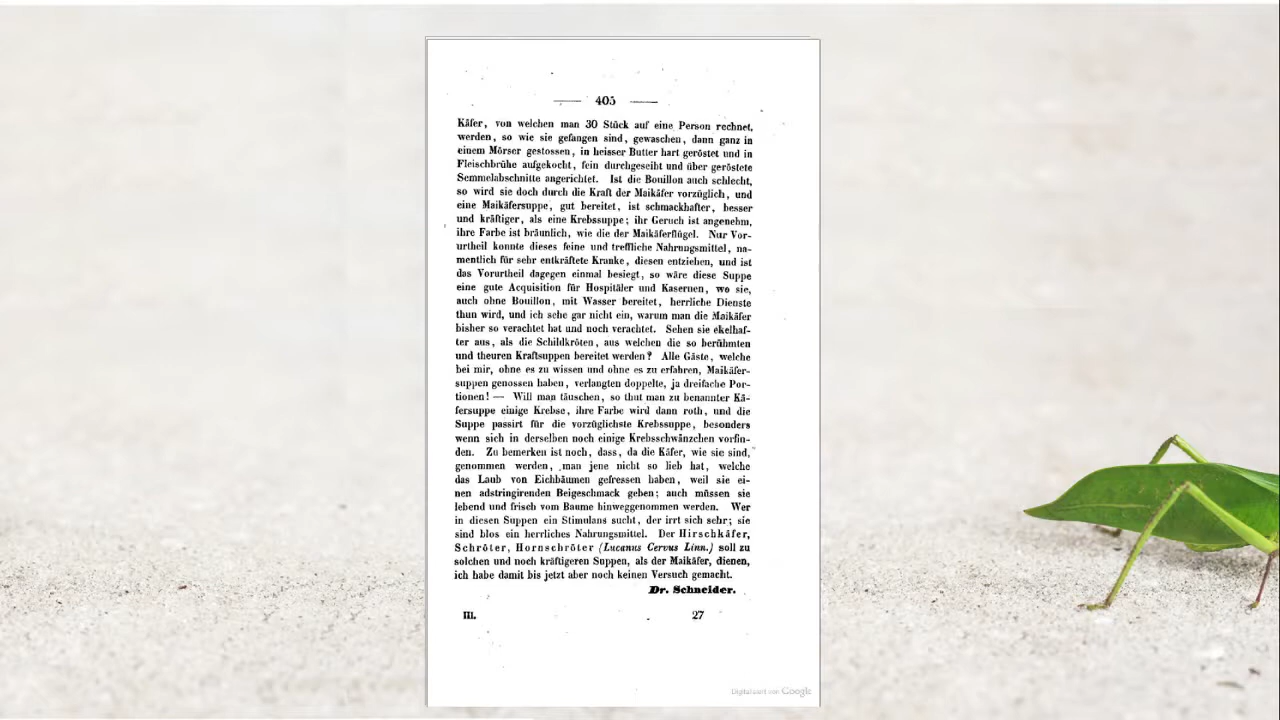 405
Käfer, von welchen man 30 Stück auf eine Person rechnet,
werden, so wie sie gefangen sind, gewaschen, dann ganz in
einem Mörser gestossen, in heisser Butter hart geröstet und in
Fleischbrühe aufgekocht, fein durchgeseiht und über geröstete
Semmelabschnitte angerichtet. Ist die Bouillon auch schlecht,
so wird sie doch durch die Kraft der Maikäfer vorzüglich, und
eine Maikäfersuppe, gut bereitet, ist schmackhafter, besser
und kräftiger, als eine Krebssuppe; ihr Geruch ist angenehm,
ihre Farbe ist bräunlich, wie die der Maikäferflügel. Nur Vor-
urtheil konnte dieses feine und treffliche Nahrungsmittel, na-
mentlich für sehr entkräftete Kranke, diesen entziehen, und ist
das Vorurtheil dagegen einmal besiegt, so wäre diese Suppe
eine gute Acquisition für Hospitäler und Kasernen, wo sie,
auch ohne Bouillon, mit Wasser bereitet, herrliche Dienste
thun wird, und ich sehe gar nicht ein, warum man die Maikäfer
bisher so verachtet hat und noch verachtet. Sehen sie ekelhaf-
ter aus, als die Schildkröten, aus welchen die so berühmten
und theuren Kraftsuppen bereitet werden? Alle Gäste, welche
bei mir, ohne es zu wissen und ohne es zu erfahren, Maikäfer-
suppen genossen haben, verlangten doppelte, ja dreifache Por-
tionen! — Will man täuschen, so thut man zu benannter Kä-
fersuppe einige Krebse, ihre Farbe wird dann roth, und die
Suppe passirt für die vorzüglichste Krebssuppe, besonders
wenn sich in derselben noch einige Krebsschwänzchen vorfin-
den. Zu bemerken ist noch, dass, da die Käfer, wie sie sind,
genommen werden, man jene nicht so lieb hat, welche
das Laub von Eichbäumen gefressen haben, weil sie ei-
nen adstringirenden Beigeschmack geben; auch müssen sie
lebend und frisch vom Baume hinweggenommen werden. Wer
in diesen Suppen ein Stimulans sucht, der irrt sich sehr; sie
sind blos ein herrliches Nahrungsmittel. Der Hirschkäfer,
Schröter, Hornschröter (Lucanus Cervus Linn.) soll zu
solchen und noch kräftigeren Suppen, als der Maikäfer, dienen,
ich habe damit bis jetzt aber noch keinen Versuch gemacht.
Dr. Schneider.
III. 27
Digitalisiert von Google